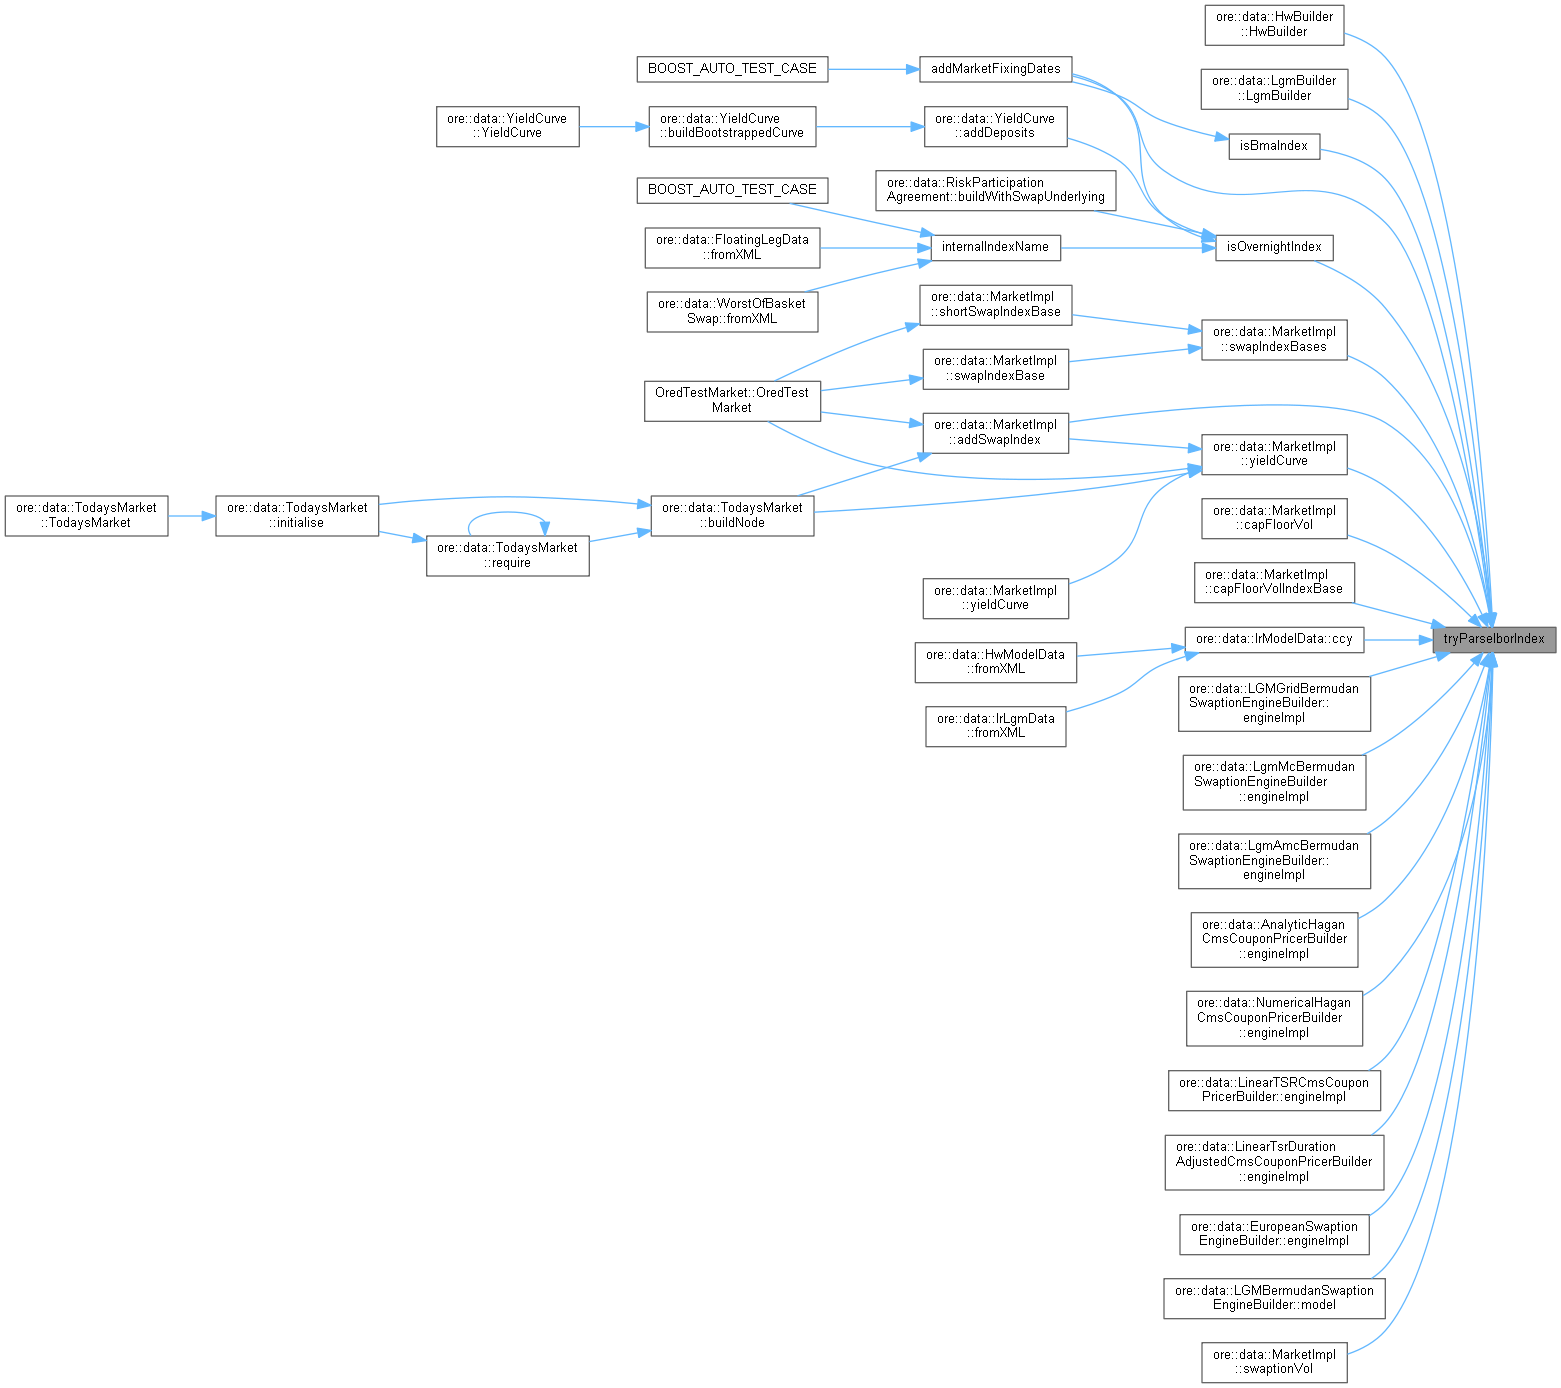 ore::data::HwBuilder
::HwBuilder
BOOST_AUTO_TEST_CASE
addMarketFixingDates
ore::data::LgmBuilder
::LgmBuilder
ore::data::YieldCurve
::YieldCurve
ore::data::YieldCurve
::buildBootstrappedCurve
ore::data::YieldCurve
::addDeposits
isBmaIndex
BOOST_AUTO_TEST_CASE
ore::data::RiskParticipation
Agreement::buildWithSwapUnderlying
ore::data::FloatingLegData
::fromXML
internalIndexName
isOvernightIndex
ore::data::WorstOfBasket
Swap::fromXML
ore::data::MarketImpl
::shortSwapIndexBase
ore::data::MarketImpl
::swapIndexBases
ore::data::MarketImpl
::swapIndexBase
OredTestMarket::OredTest
Market
ore::data::MarketImpl
::addSwapIndex
ore::data::MarketImpl
::yieldCurve
ore::data::TodaysMarket
::TodaysMarket
ore::data::TodaysMarket
::initialise
ore::data::TodaysMarket
::buildNode
ore::data::MarketImpl
::capFloorVol
ore::data::TodaysMarket
::require
ore::data::MarketImpl
::yieldCurve
ore::data::MarketImpl
::capFloorVolIndexBase
ore::data::HwModelData
::fromXML
ore::data::IrModelData::ccy
tryParseIborIndex
ore::data::IrLgmData
::fromXML
ore::data::LGMGridBermudan
SwaptionEngineBuilder::
engineImpl
ore::data::LgmMcBermudan
SwaptionEngineBuilder
::engineImpl
ore::data::LgmAmcBermudan
SwaptionEngineBuilder::
engineImpl
ore::data::AnalyticHagan
CmsCouponPricerBuilder
::engineImpl
ore::data::NumericalHagan
CmsCouponPricerBuilder
::engineImpl
ore::data::LinearTSRCmsCoupon
PricerBuilder::engineImpl
ore::data::LinearTsrDuration
AdjustedCmsCouponPricerBuilder
::engineImpl
ore::data::EuropeanSwaption
EngineBuilder::engineImpl
ore::data::LGMBermudanSwaption
EngineBuilder::model
ore::data::MarketImpl
::swaptionVol